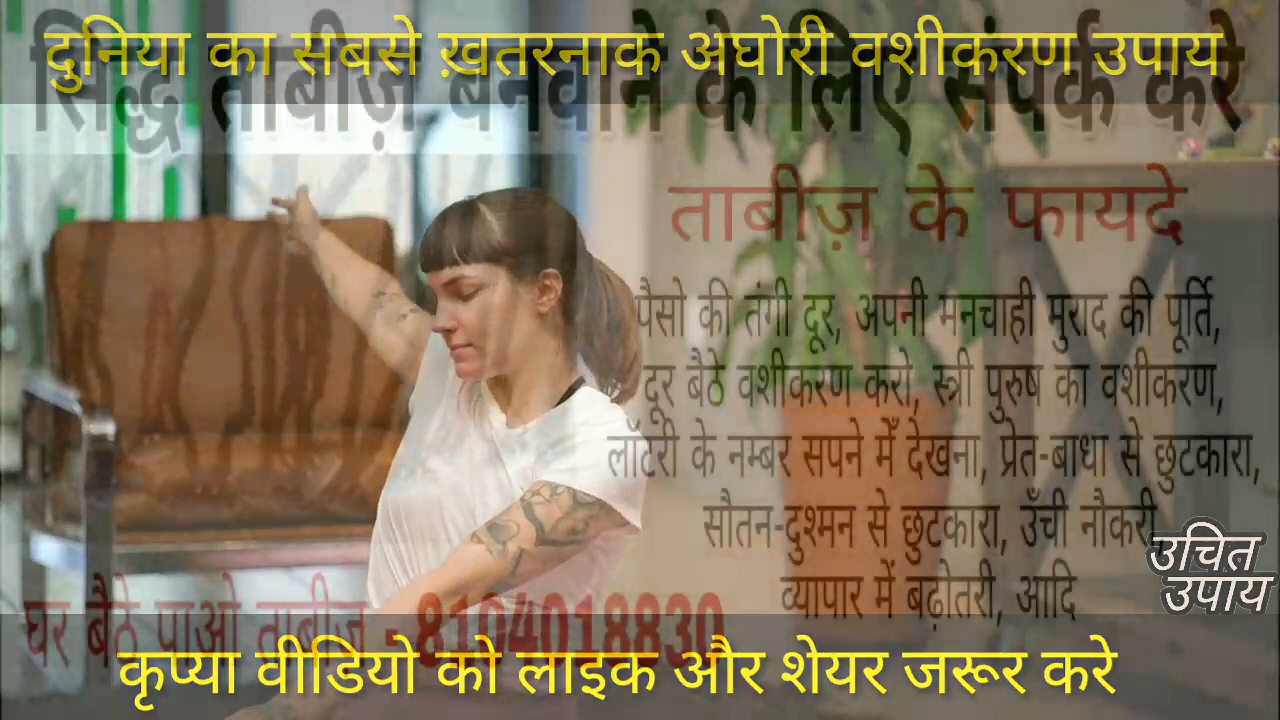 दुनिया का सबसे ख़तरनाक अघोरी वशीकरण उपाय
सिद्ध ताबीज़ बनवाने के लिए संपर्क करे
ताबीज़ के फायदे
पैसो की तंगी दूर, अपनी मनचाही मुराद की पूर्ति,
दूर बैठे वशीकरण करो, स्त्री पुरुष का वशीकरण,
लॉटरी के नम्बर सपने में देखना, प्रेत-बाधा से छुटकारा,
सौतन-दुश्मन से छुटकारा, उँची नौकरी,
व्यापार में बढ़ोतरी, आदि
उचित
उपाय
घर बैठे पाओ ताबीज़ - 8104018830
कृप्या वीडियो को लाइक और शेयर जरूर करे